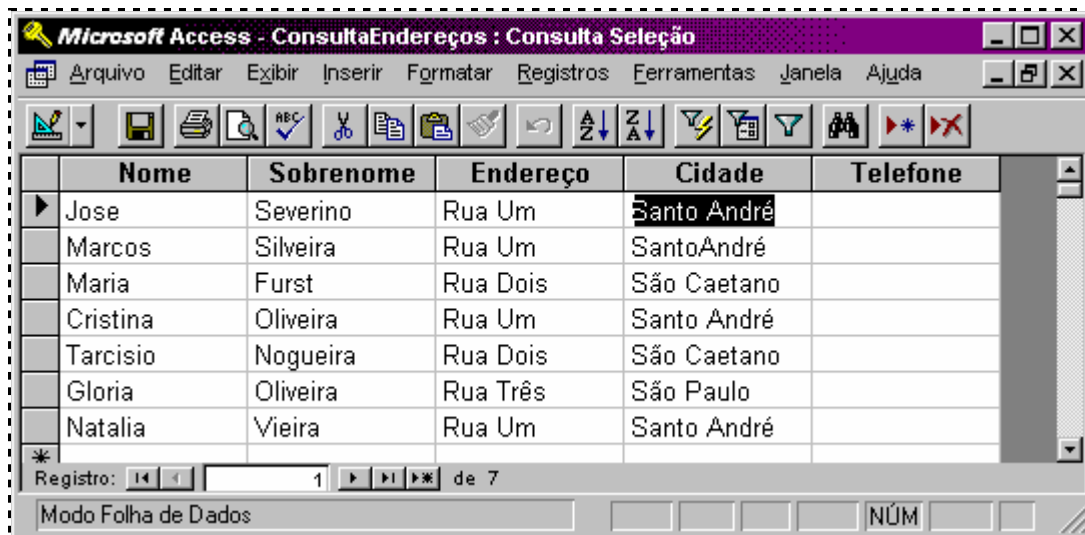 Microsoft Access - ConsultaEndereços : Consulta Seleção
Arquivo Editar Exibir Inserir Formatar Registros Ferramentas Janela Ajuda
ABC A Z Z A
Nome Sobrenome Endereço Cidade Telefone
Jose Severino Rua Um Santo André
Marcos Silveira Rua Um SantoAndré
Maria Furst Rua Dois São Caetano
Cristina Oliveira Rua Um Santo André
Tarcisio Nogueira Rua Dois São Caetano
Gloria Oliveira Rua Três São Paulo
Natalia Vieira Rua Um Santo André
Registro: 1 de 7
Modo Folha de Dados NÚM